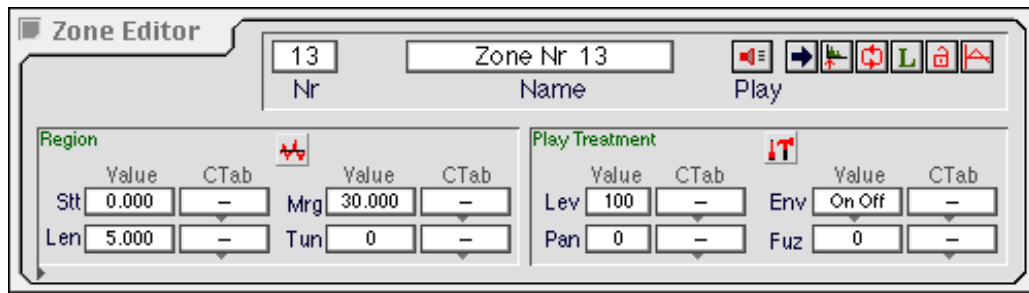 Zone Editor
13 Zone Nr 13 L
Nr Name Play
Region
Value CTab Value CTab
Stt 0.000 – Mrg 30.000 –
Len 5.000 – Tun 0 –
Play Treatment
Value CTab Value CTab
Lev 100 – Env On Off –
Pan 0 – Fuz 0 –